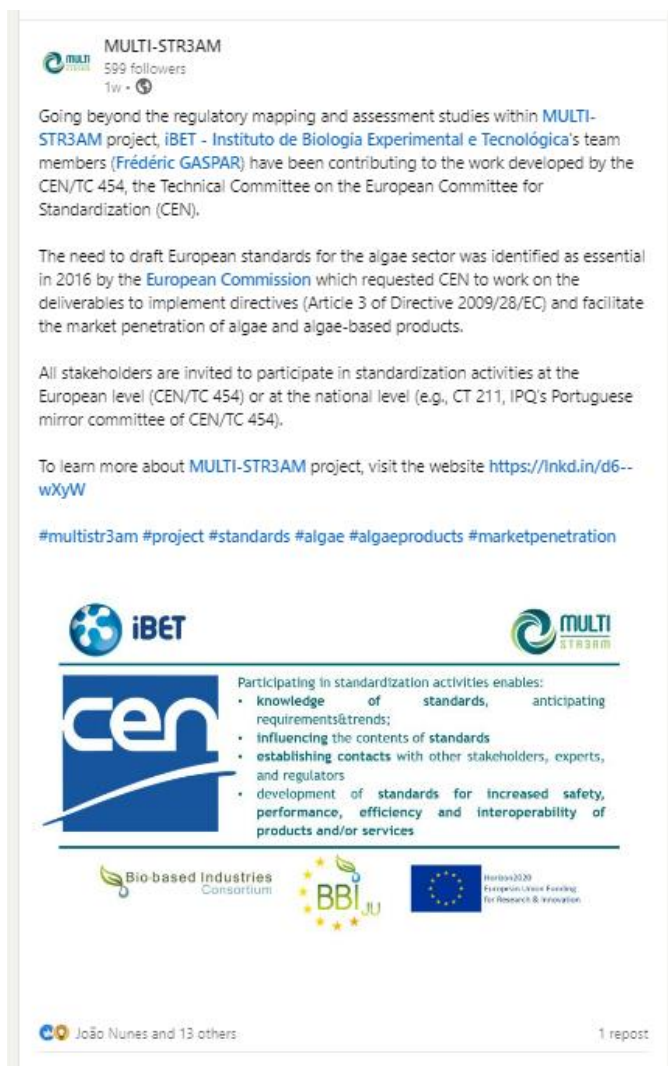 MULTI-STR3AM
599 followers
1w •
Going beyond the regulatory mapping and assessment studies within MULTI-
STR3AM project, iBET - Instituto de Biologia Experimental e Tecnológica's team
members (Frédéric GASPAR) have been contributing to the work developed by the
CEN/TC 454, the Technical Committee on the European Committee for
Standardization (CEN).
The need to draft European standards for the algae sector was identified as essential
in 2016 by the European Commission which requested CEN to work on the
deliverables to implement directives (Article 3 of Directive 2009/28/EC) and facilitate
the market penetration of algae and algae-based products.
All stakeholders are invited to participate in standardization activities at the
European level (CEN/TC 454) or at the national level (e.g., CT 211, IPQ's Portuguese
mirror committee of CEN/TC 454).
To learn more about MULTI-STR3AM project, visit the website https://lnkd.in/d6--
wXyW
#multistr3am #project #standards #algae #algaeproducts #marketpenetration
iBET
MULTI
STR3AM
cen
Participating in standardization activities enables:
• knowledge of standards, anticipating
requirements&trends;
• influencing the contents of standards
• establishing contacts with other stakeholders, experts,
and regulators
• development of standards for increased safety,
performance, efficiency and interoperability of
products and/or services
Bio-based Industries
Consortium
BBI JU
Horizon2020
European Union Funding
for Research & Innovation
João Nunes and 13 others
1 repost